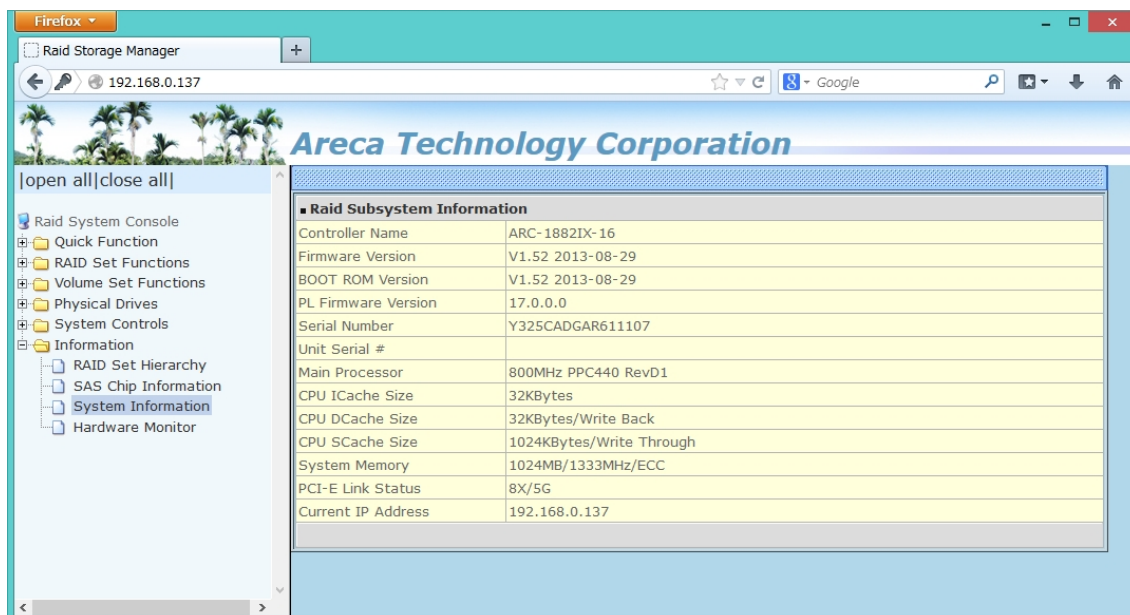 Firefox
Raid Storage Manager
192.168.0.137
8 Google
Areca Technology Corporation
|open all|close all|
Raid System Console
Quick Function
RAID Set Functions
Volume Set Functions
Physical Drives
System Controls
Information
RAID Set Hierarchy
SAS Chip Information
System Information
Hardware Monitor
Raid Subsystem Information
Controller Name ARC-1882IX-16
Firmware Version V1.52 2013-08-29
BOOT ROM Version V1.52 2013-08-29
PL Firmware Version 17.0.0.0
Serial Number Y325CADGAR611107
Unit Serial #
Main Processor 800MHz PPC440 RevD1
CPU ICache Size 32KBytes
CPU DCache Size 32KBytes/Write Back
CPU SCache Size 1024KBytes/Write Through
System Memory 1024MB/1333MHz/ECC
PCI-E Link Status 8X/5G
Current IP Address 192.168.0.137